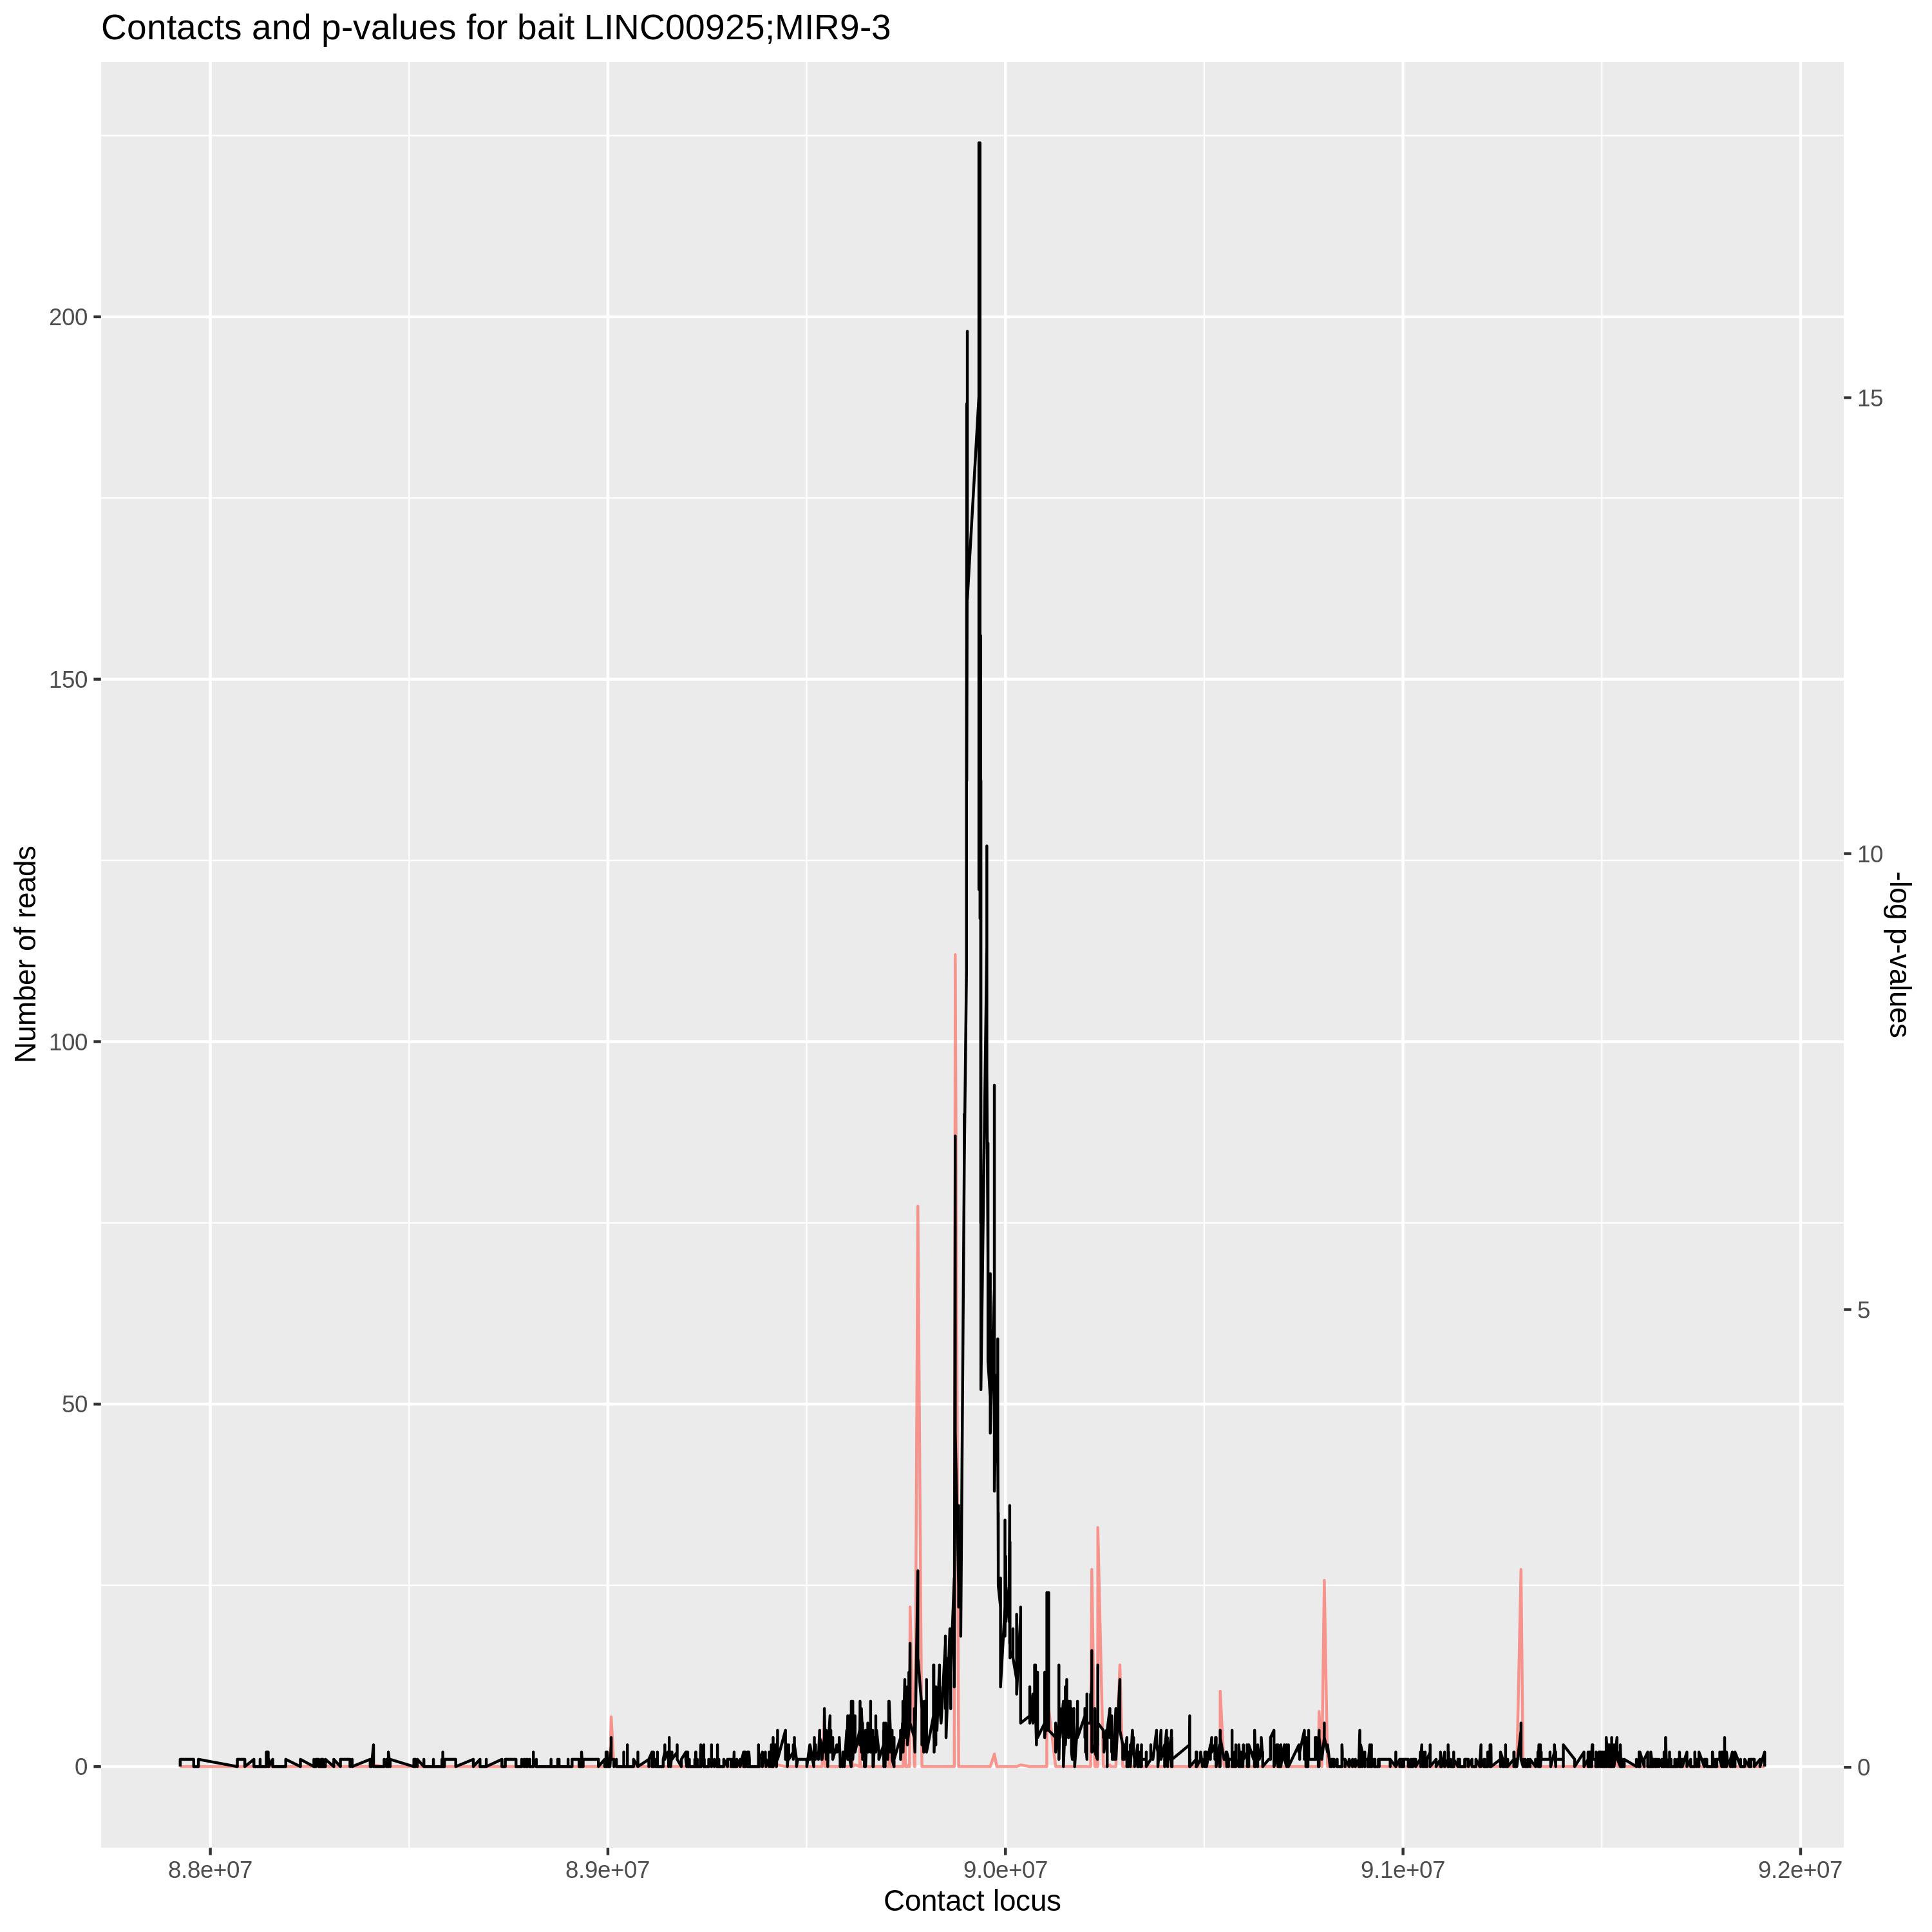 Contacts and p-values for bait LINC00925;MIR9-3
200
150
100
50
0
Number of reads
15
10
5
0
-log p-values
8.8e+07
8.9e+07
9.0e+07
9.1e+07
9.2e+07
Contact locus